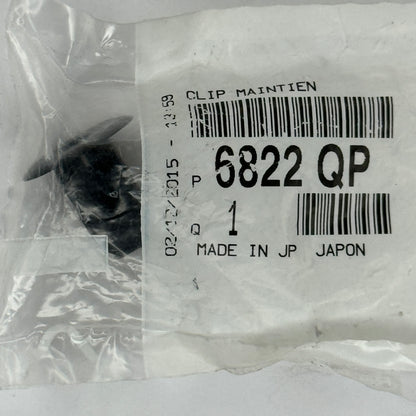 CLIP MAINTIEN
P 6822 QP
Q 1
MADE IN JP JAPON
02/12/2015 - 13:59